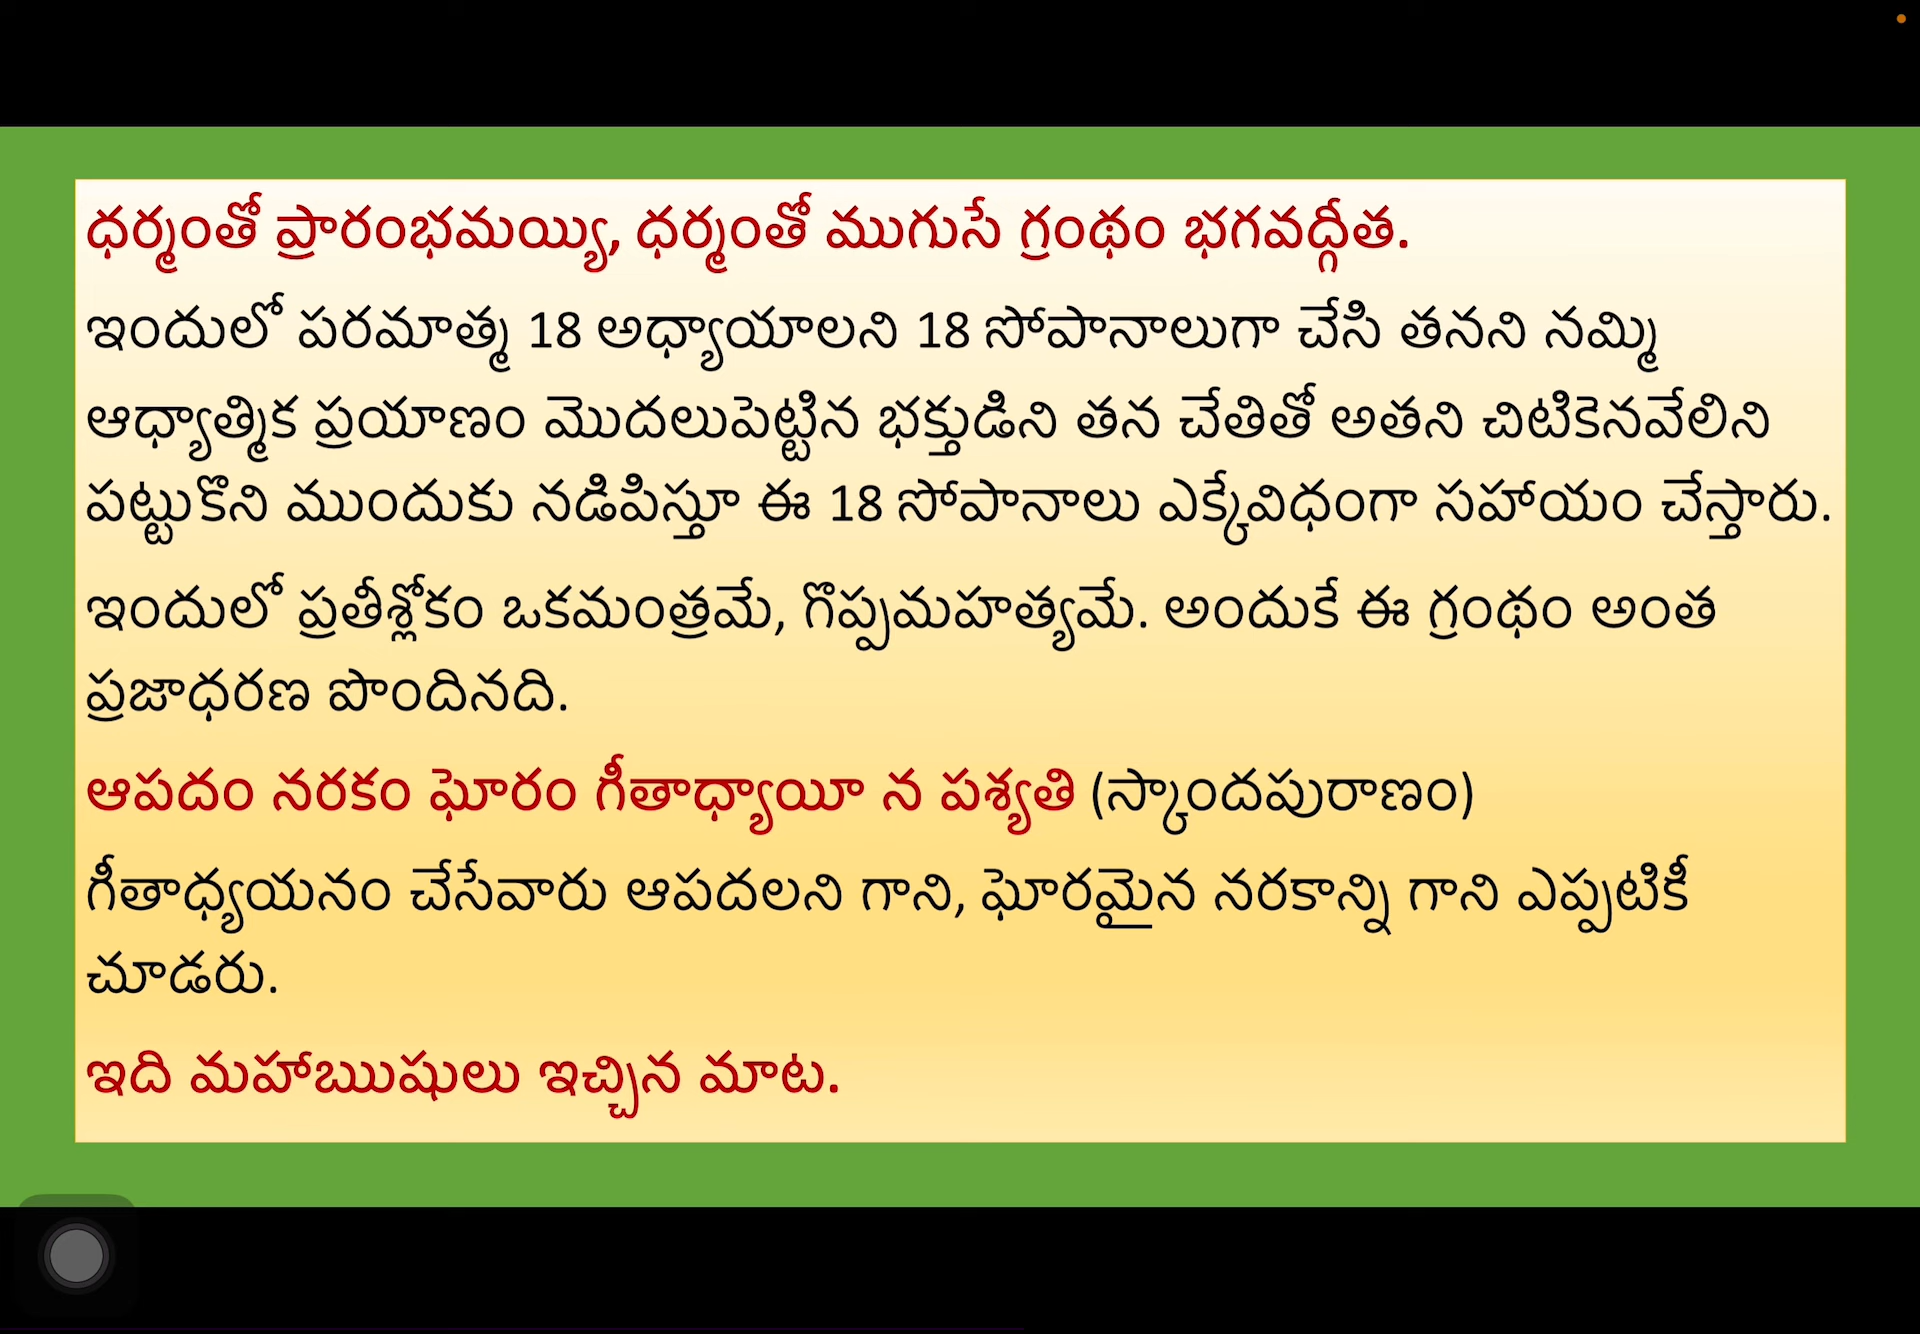 ధర్మంతో ప్రారంభమయ్యి, ధర్మంతో ముగుసే గ్రంథం భగవద్గీత.
ఇందులో పరమాత్మ 18 అధ్యాయాలని 18 సోపానాలుగా చేసి తనని నమ్మి
ఆధ్యాత్మిక ప్రయాణం మొదలుపెట్టిన భక్తుడిని తన చేతితో అతని చిటికెనవేలిని
పట్టుకొని ముందుకు నడిపిస్తూ ఈ 18 సోపానాలు ఎక్కేవిధంగా సహాయం చేస్తారు.
ఇందులో ప్రతీశ్లోకం ఒకమంత్రమే, గొప్పమహత్యమే. అందుకే ఈ గ్రంథం అంత
ప్రజాధరణ పొందినది.
ఆపదం నరకం ఘోరం గీతాధ్యాయీ న పశ్యతి (స్కాందపురాణం)
గీతాధ్యయనం చేసేవారు ఆపదలని గాని, ఘోరమైన నరకాన్ని గాని ఎప్పటికీ
చూడరు.
ఇది మహాఋషులు ఇచ్చిన మాట.